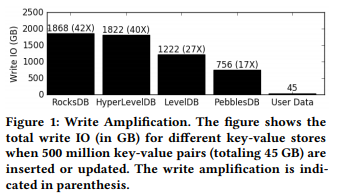 2500
2000
1500
1000
500
0
Write IO (GB)
1868 (42X)
1822 (40X)
1222 (27X)
756 (17X)
45
RocksDB HyperLevelDB LevelDB PebblesDB User Data
Figure 1: Write Amplification. The figure shows the
total write IO (in GB) for different key-value stores
when 500 million key-value pairs (totaling 45 GB) are
inserted or updated. The write amplification is indi-
cated in parenthesis.